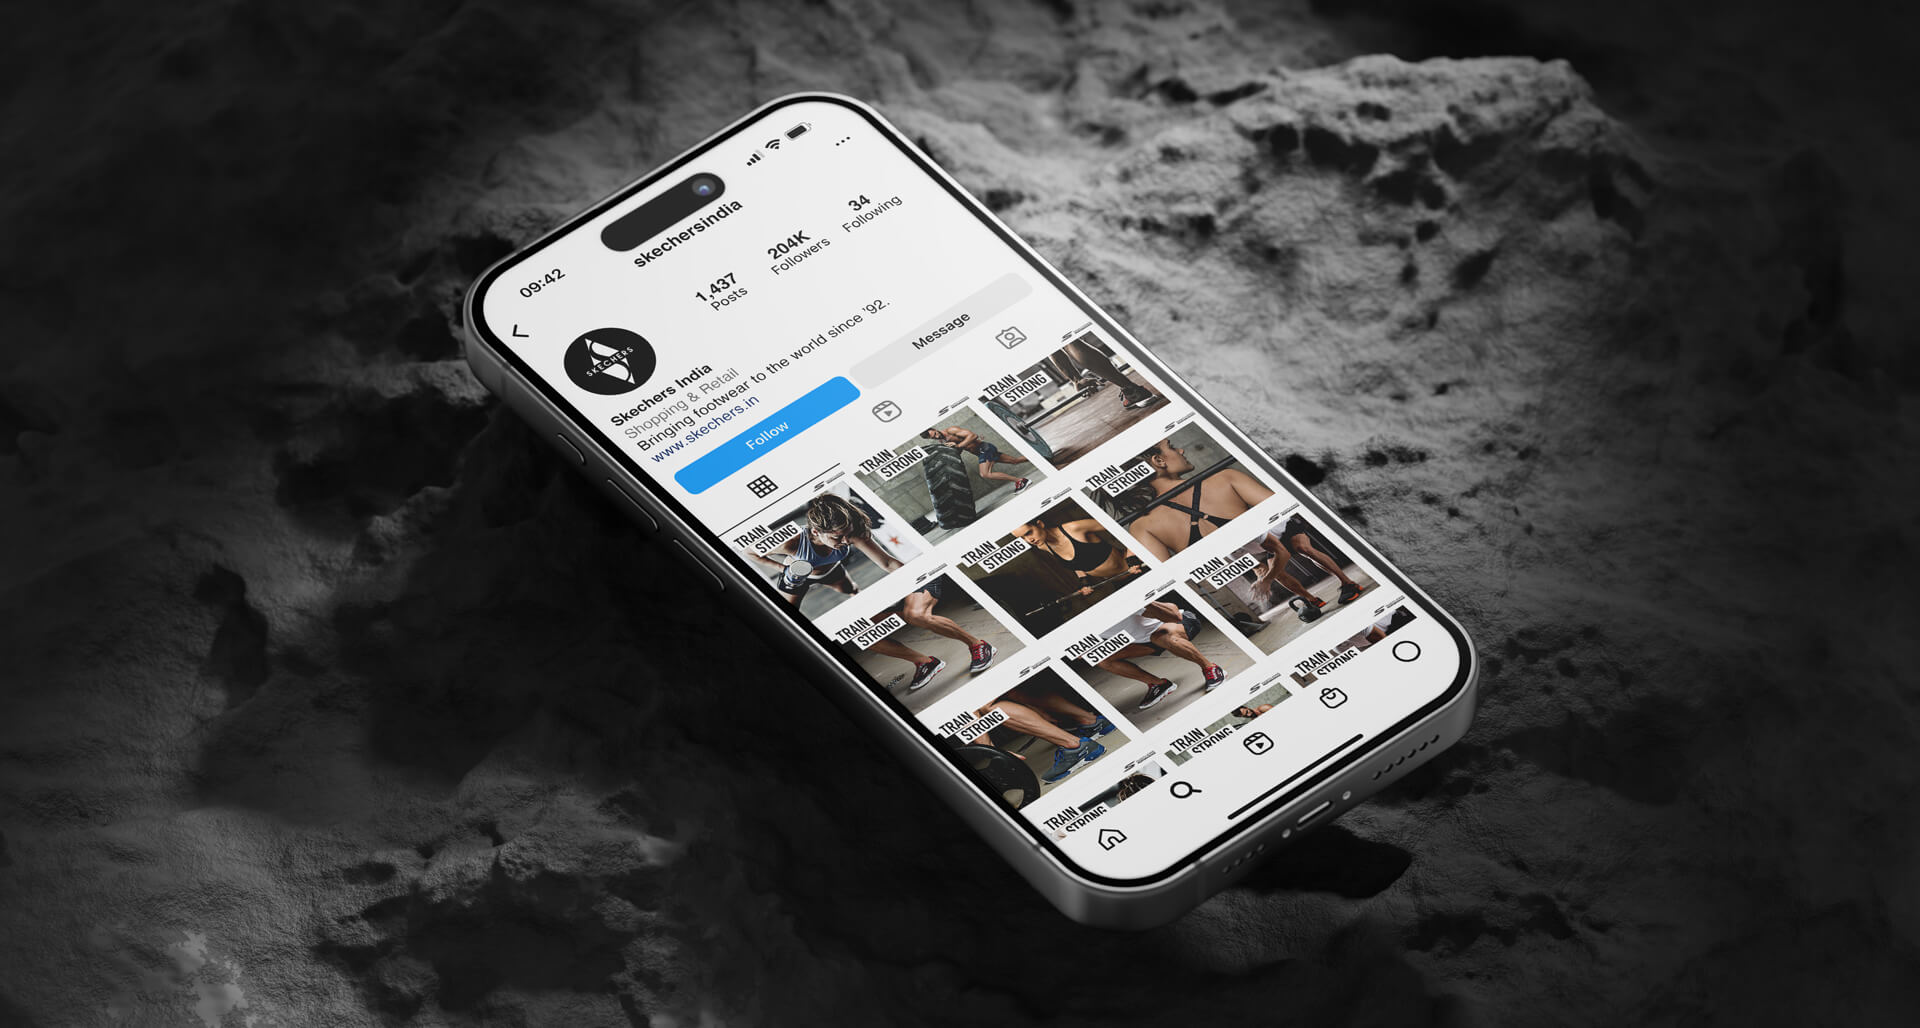 09:42
skechersindia
1,437
Posts
204K
Followers
34
Following
SKECHERS
Skechers India
Shopping & Retail
Bringing footwear to the world since '92.
www.skechers.in
Follow
Message
TRAIN
STRONG
TRAIN
STRONG
TRAIN
STRONG
TRAIN
STRONG
TRAIN
STRONG
TRAIN
STRONG
TRAIN
STRONG
TRAIN
STRONG
TRAIN
STRONG
TRAIN
STRONG
TRAIN
STRONG
TRAIN
STRONG